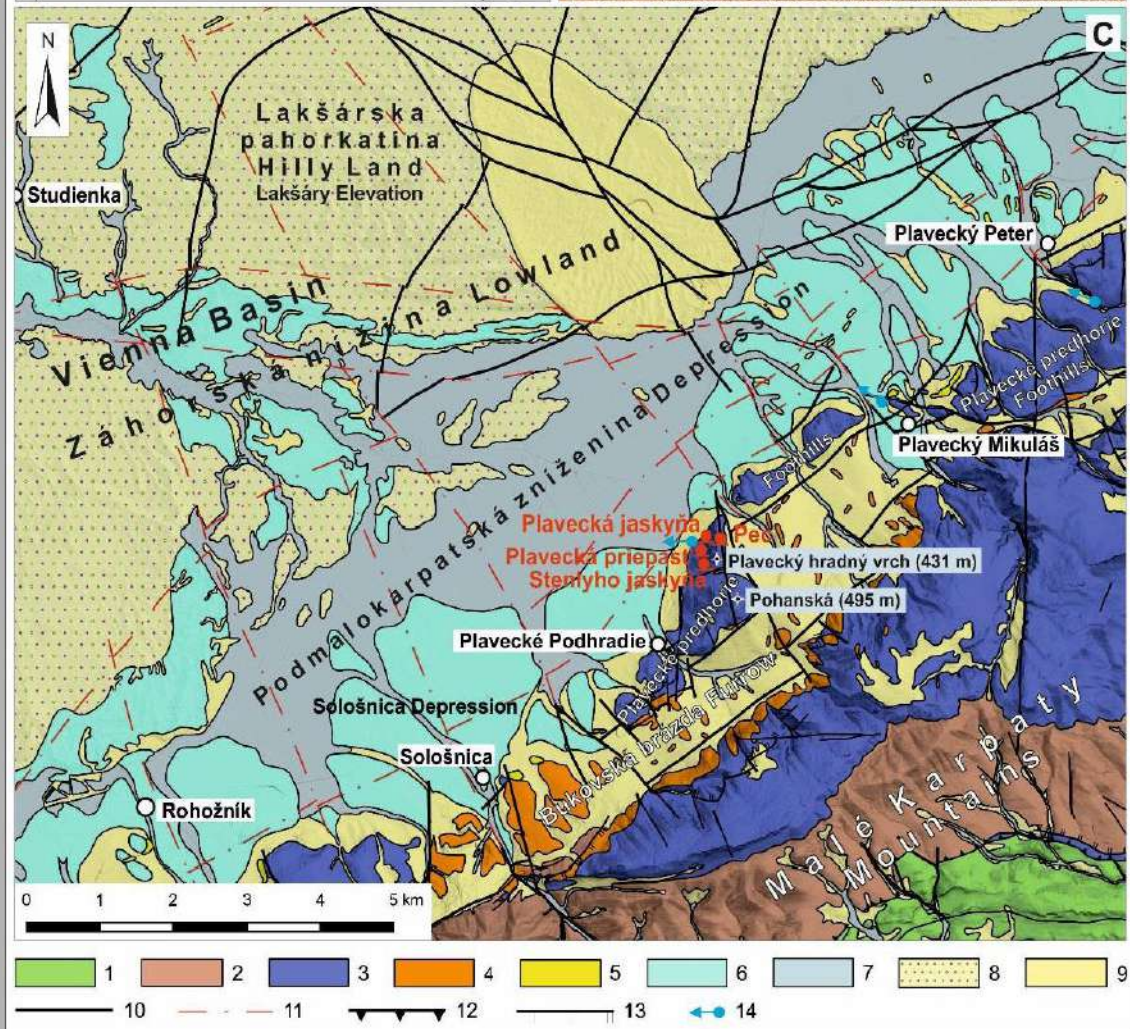 C
N
Lakšárska
pahorkatina
Hilly Land
Lakšáry Elevation
Studienka
Plavecký Peter
Vienna Basin
Záhorská nížina Lowland
Podmalokarpatská zníženina Depression
Plavecké predhorie
Foothills
Plavecký Mikuláš
Foothills
Plavecká jaskyňa
Pec
Plavecká priepasť
Plavecký hradný vrch (431 m)
Stenlyho jaskyňa
Pohanská (495 m)
Plavecké Podhradie
Plavecké predhorie
Sološnica Depression
Bukovská brázda Furrow
Sološnica
Rohožník
Malé Karpaty
Mountains
0 1 2 3 4 5 km
1 2 3 4 5 6 7 8 9
10 11 12 13 14